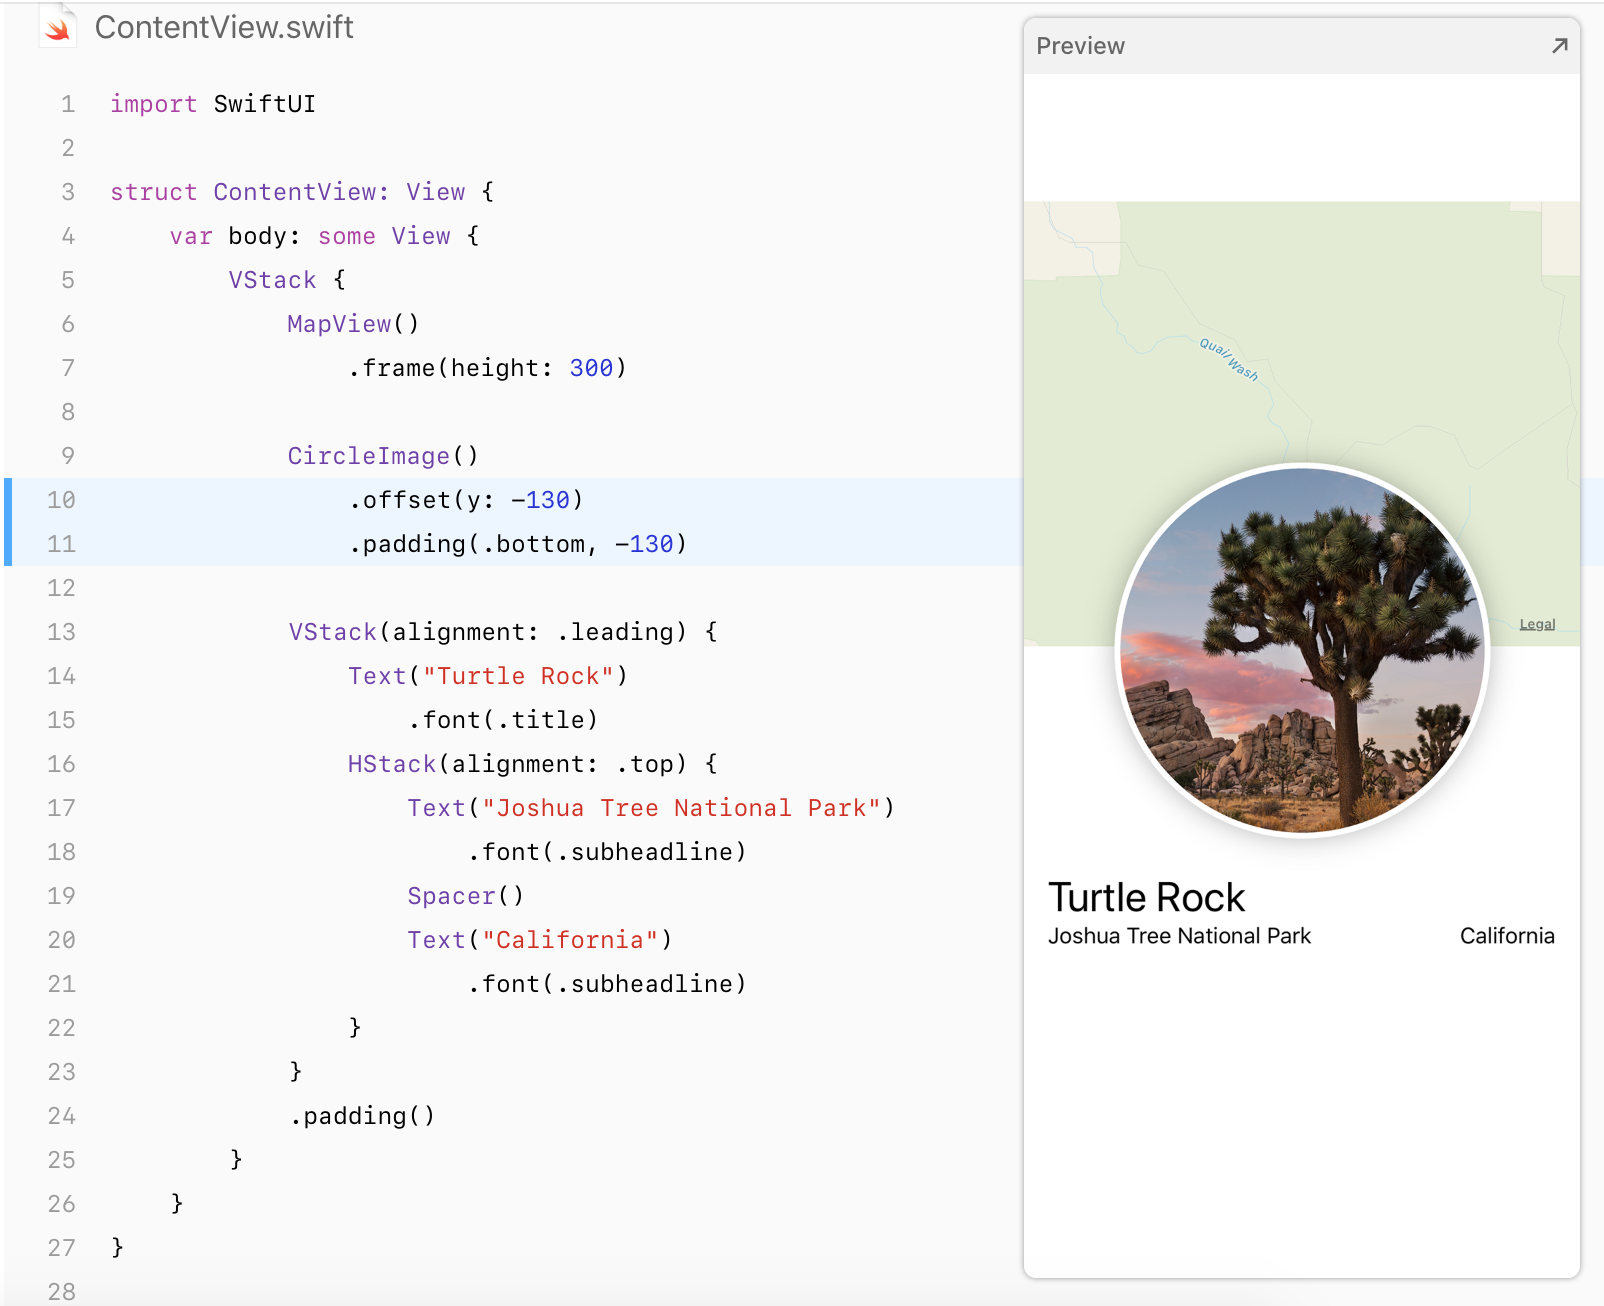 ContentView.swift
Preview
1 import SwiftUI
2
3 struct ContentView: View {
4     var body: some View {
5         VStack {
6             MapView()
7                 .frame(height: 300)
8
9             CircleImage()
10                 .offset(y: -130)
11                 .padding(.bottom, -130)
12
13             VStack(alignment: .leading) {
14                 Text("Turtle Rock")
15                     .font(.title)
16                 HStack(alignment: .top) {
17                     Text("Joshua Tree National Park")
18                         .font(.subheadline)
19                     Spacer()
20                     Text("California")
21                         .font(.subheadline)
22                 }
23             }
24             .padding()
25         }
26     }
27 }
28
Quail Wash
Legal
Turtle Rock
Joshua Tree National Park California